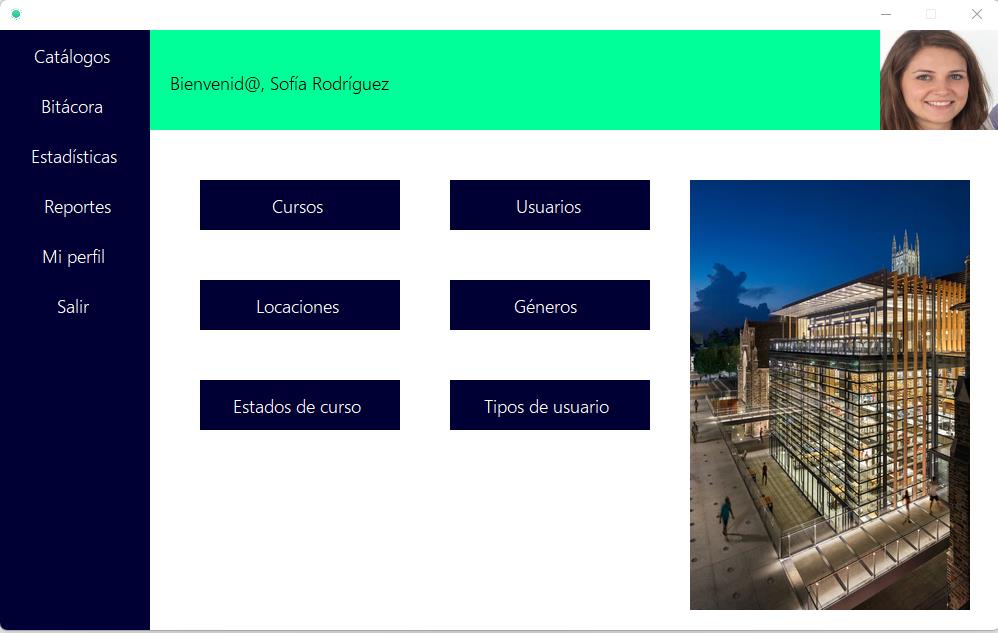 Catálogos
Bitácora
Estadísticas
Reportes
Mi perfil
Salir
Bienvenid@, Sofía Rodríguez
Cursos
Usuarios
Locaciones
Géneros
Estados de curso
Tipos de usuario